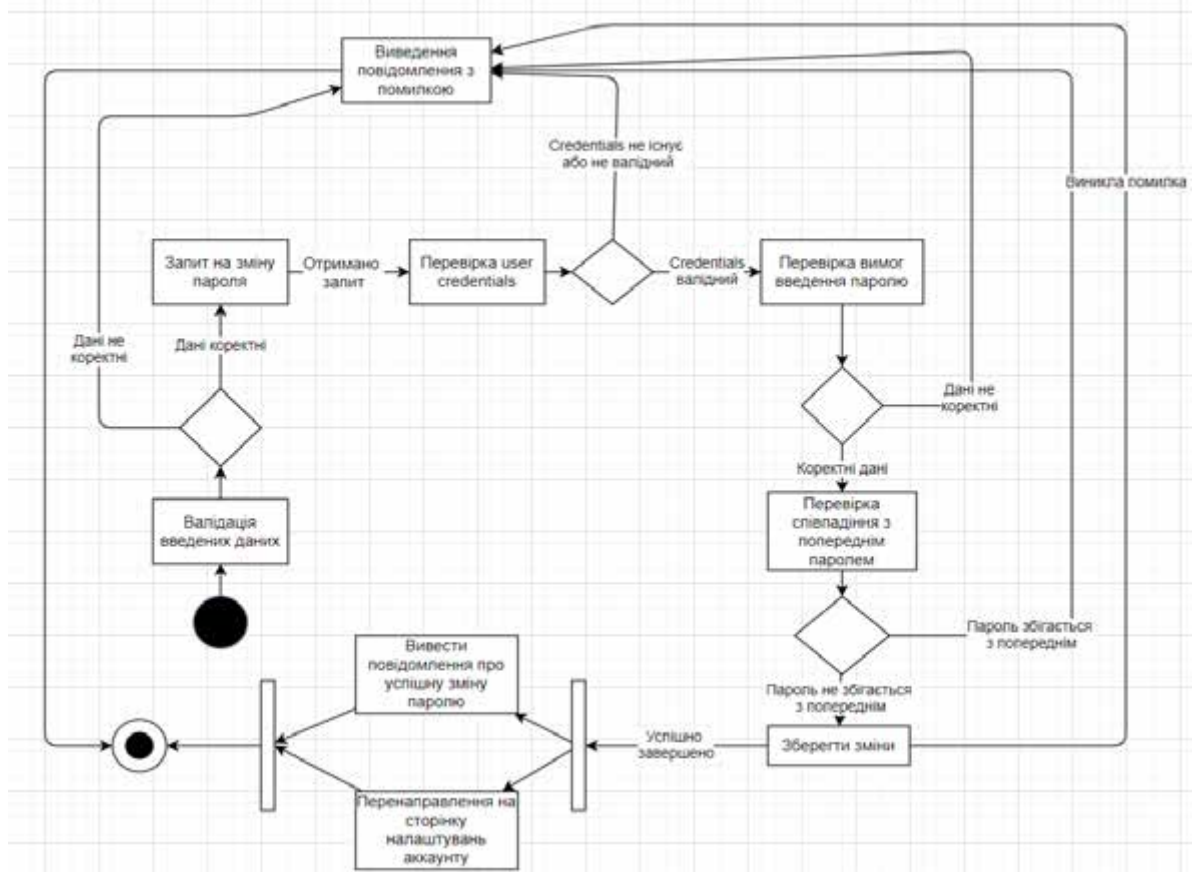 Виведення
повідомлення з
помилкою
Credentials не існує
або не валідний
Виникла помилка
Запит на зміну
пароля
Отримано
запит
Перевірка user
credentials
Credentials
валідний
Перевірка вимог
введення паролю
Дані не
коректні
Дані коректні
Дані не
коректні
Коректні дані
Валідація
введених даних
Перевірка
співпадіння з
попереднім
паролем
Пароль збігається
з попереднім
Вивести
повідомлення про
успішну зміну
паролю
Пароль не збігається
з попереднім
Успішно
завершено
Зберегти зміни
Перенаправлення на
сторінку
налаштувань
аккаунту